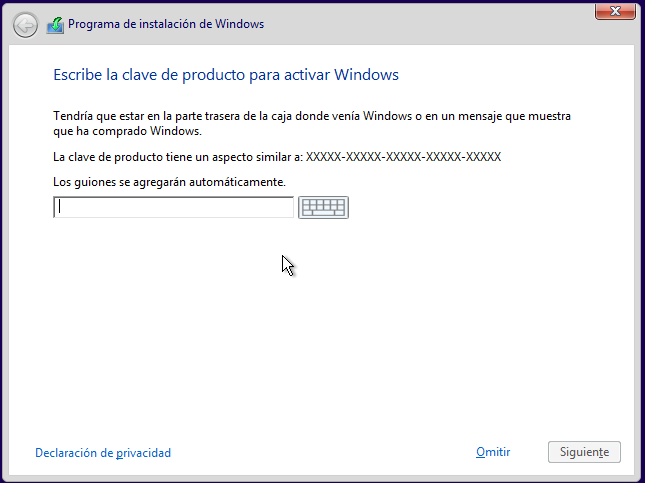 Programa de instalación de Windows
Escribe la clave de producto para activar Windows
Tendría que estar en la parte trasera de la caja donde venía Windows o en un mensaje que muestra
que ha comprado Windows.
La clave de producto tiene un aspecto similar a: XXXXX-XXXXX-XXXXX-XXXXX-XXXXX
Los guiones se agregarán automáticamente.
Declaración de privacidad
Omitir
Siguiente